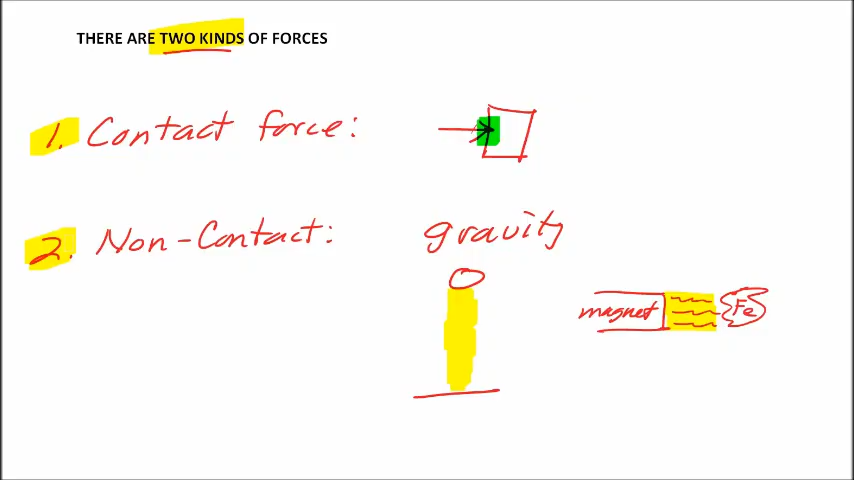 THERE ARE TWO KINDS OF FORCES
1. Contact force:
2. Non-Contact: gravity
magnet Fe